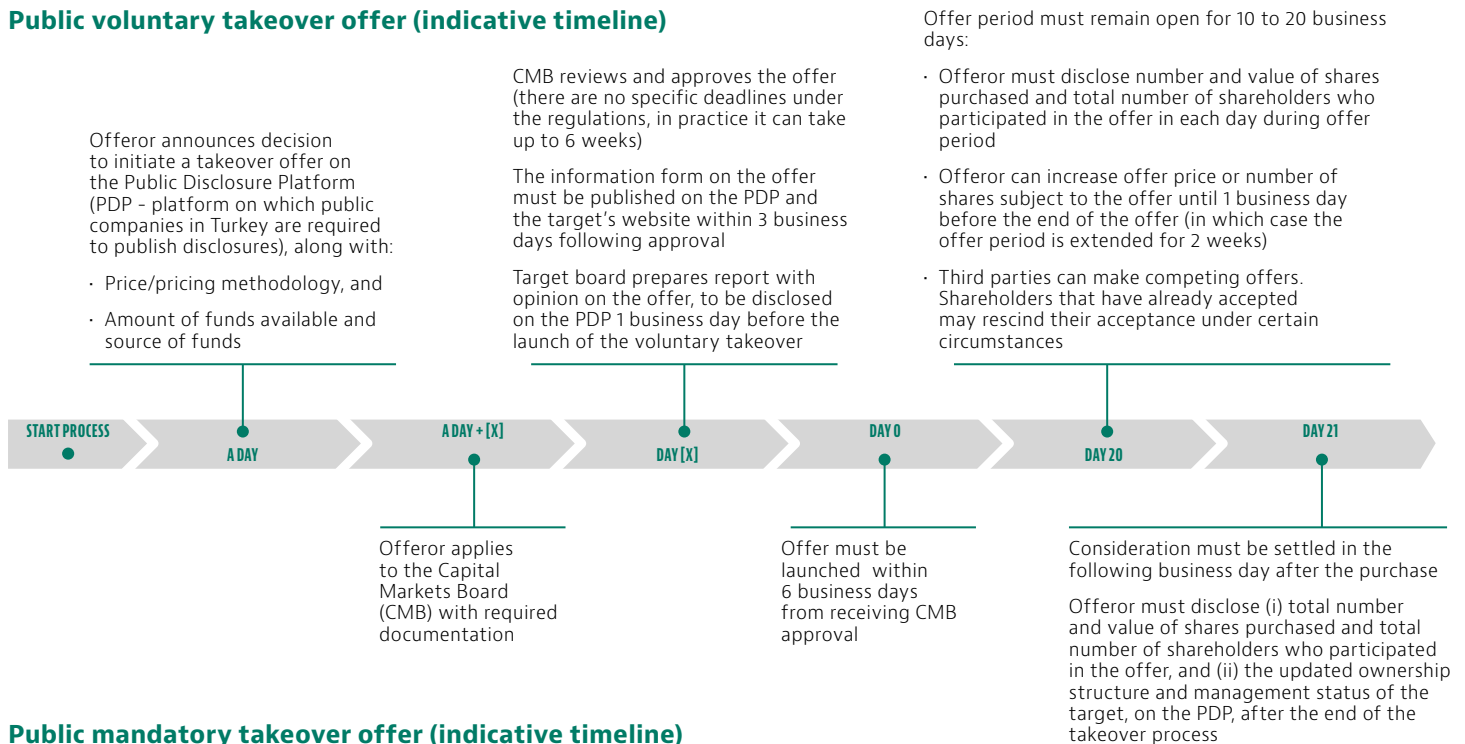 Public voluntary takeover offer (indicative timeline)
Offeror announces decision
to initiate a takeover offer on
the Public Disclosure Platform
(PDP - platform on which public
companies in Turkey are required
to publish disclosures), along with:
· Price/pricing methodology, and
· Amount of funds available and
source of funds
CMB reviews and approves the offer
(there are no specific deadlines under
the regulations, in practice it can take
up to 6 weeks)
The information form on the offer
must be published on the PDP and
the target's website within 3 business
days following approval
Target board prepares report with
opinion on the offer, to be disclosed
on the PDP 1 business day before the
launch of the voluntary takeover
Offer period must remain open for 10 to 20 business
days:
· Offeror must disclose number and value of shares
purchased and total number of shareholders who
participated in the offer in each day during offer
period
· Offeror can increase offer price or number of
shares subject to the offer until 1 business day
before the end of the offer (in which case the
offer period is extended for 2 weeks)
· Third parties can make competing offers.
Shareholders that have already accepted
may rescind their acceptance under certain
circumstances
START PROCESS
A DAY
A DAY + [X]
DAY [X]
DAY 0
DAY 20
DAY 21
Offeror applies
to the Capital
Markets Board
(CMB) with required
documentation
Offer must be
launched within
6 business days
from receiving CMB
approval
Consideration must be settled in the
following business day after the purchase
Offeror must disclose (i) total number
and value of shares purchased and total
number of shareholders who participated
in the offer, and (ii) the updated ownership
structure and management status of the
target, on the PDP, after the end of the
takeover process
Public mandatory takeover offer (indicative timeline)